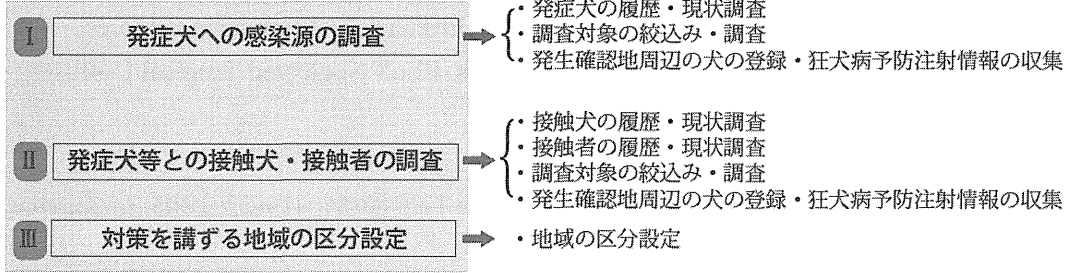 Ⅰ 発症犬への感染源の調査
・発症犬の履歴・現状調査
・調査対象の絞込み・調査
・発生確認地周辺の犬の登録・狂犬病予防注射情報の収集
Ⅱ 発症犬等との接触犬・接触者の調査
・接触犬の履歴・現状調査
・接触者の履歴・現状調査
・調査対象の絞込み・調査
・発生確認地周辺の犬の登録・狂犬病予防注射情報の収集
Ⅲ 対策を講ずる地域の区分設定
・地域の区分設定